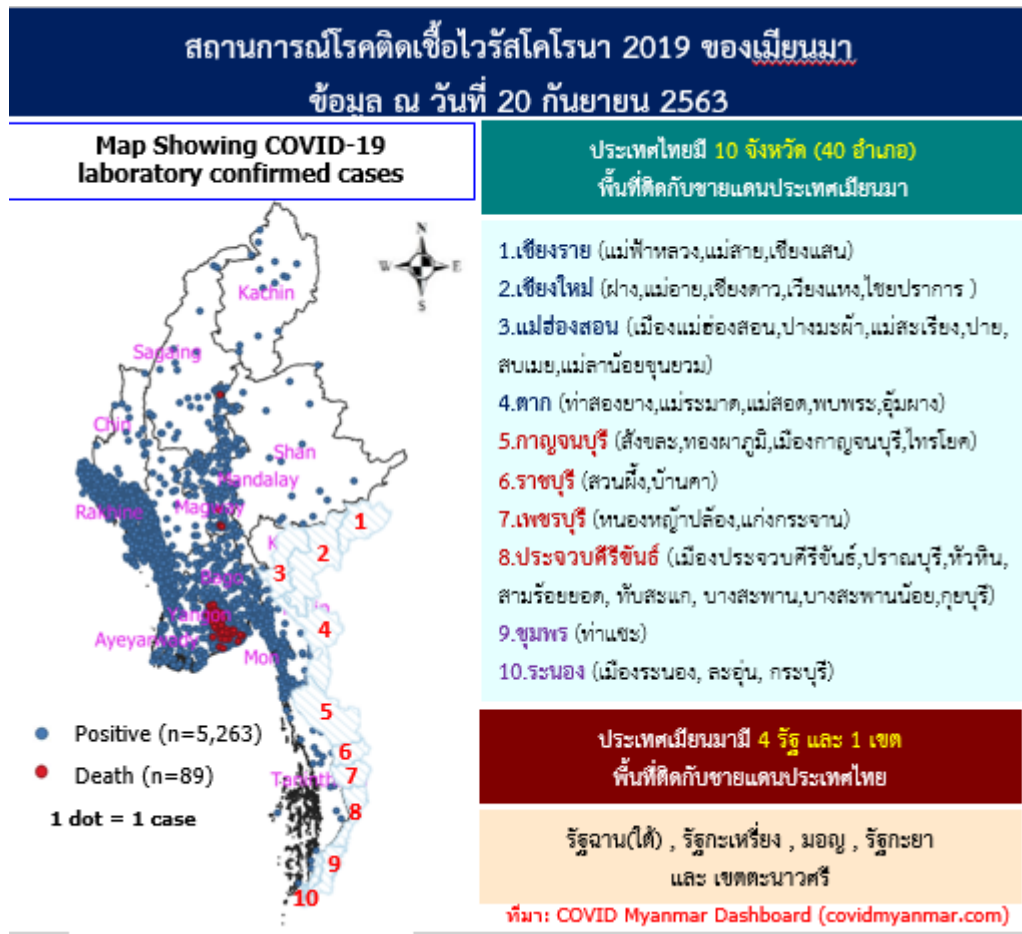 สถานการณ์โรคติดเชื้อไวรัสโคโรนา 2019 ของเมียนมา
ข้อมูล ณ วันที่ 20 กันยายน 2563
Map Showing COVID-19
laboratory confirmed cases
N
W E
S
Kachin
Sagaing
Chin
Shan
Mandalay
Rakhine
Magway
K
Bago
Yangon
Ayeyarwady
Mon
1
2
3
4
5
6
7
8
9
10
Positive (n=5,263)
Death (n=89)
1 dot = 1 case
ประเทศไทยมี 10 จังหวัด (40 อำเภอ)
พื้นที่ติดกับชายแดนประเทศเมียนมา
1.เชียงราย (แม่ฟ้าหลวง,แม่สาย,เชียงแสน)
2.เชียงใหม่ (ฝาง,แม่อาย,เชียงดาว,เวียงแหง,ไชยปราการ )
3.แม่ฮ่องสอน (เมืองแม่ฮ่องสอน,ปางมะผ้า,แม่สะเรียง,ปาย,
สบเมย,แม่ลาน้อยขุนยวม)
4.ตาก (ท่าสองยาง,แม่ระมาด,แม่สอด,พบพระ,อุ้มผาง)
5.กาญจนบุรี (สังขละ,ทองผาภูมิ,เมืองกาญจนบุรี,ไทรโยค)
6.ราชบุรี (สวนผึ้ง,บ้านคา)
7.เพชรบุรี (หนองหญ้าปล้อง,แก่งกระจาน)
8.ประจวบคีรีขันธ์ (เมืองประจวบคีรีขันธ์,ปราณบุรี,หัวหิน,
สามร้อยยอด, ทับสะแก, บางสะพาน,บางสะพานน้อย,กุยบุรี)
9.ชุมพร (ท่าแซะ)
10.ระนอง (เมืองระนอง, ละอุ่น, กระบุรี)
ประเทศเมียนมามี 4 รัฐ และ 1 เขต
พื้นที่ติดกับชายแดนประเทศไทย
รัฐฉาน(ใต้) , รัฐกะเหรี่ยง , มอญ , รัฐกะยา
และ เขตตะนาวศรี
ที่มา: COVID Myanmar Dashboard (covidmyanmar.com)